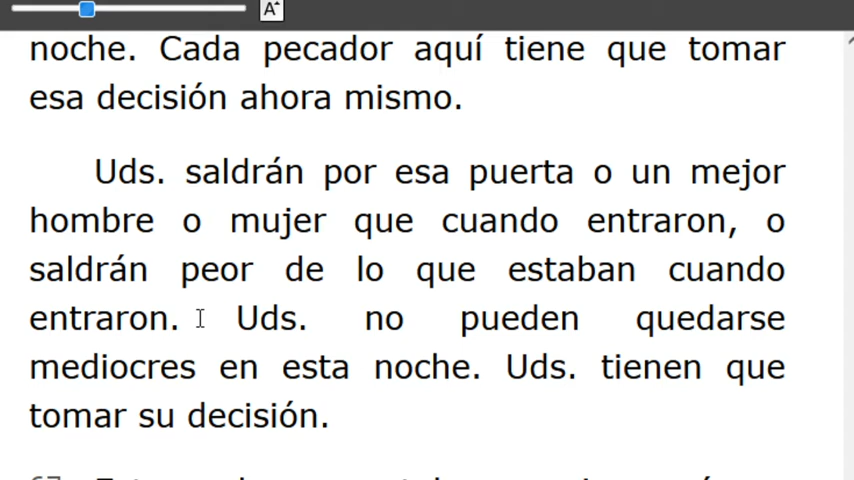 A
noche. Cada pecador aquí tiene que tomar
esa decisión ahora mismo.
Uds. saldrán por esa puerta o un mejor
hombre o mujer que cuando entraron, o
saldrán peor de lo que estaban cuando
entraron. Uds. no pueden quedarse
mediocres en esta noche. Uds. tienen que
tomar su decisión.